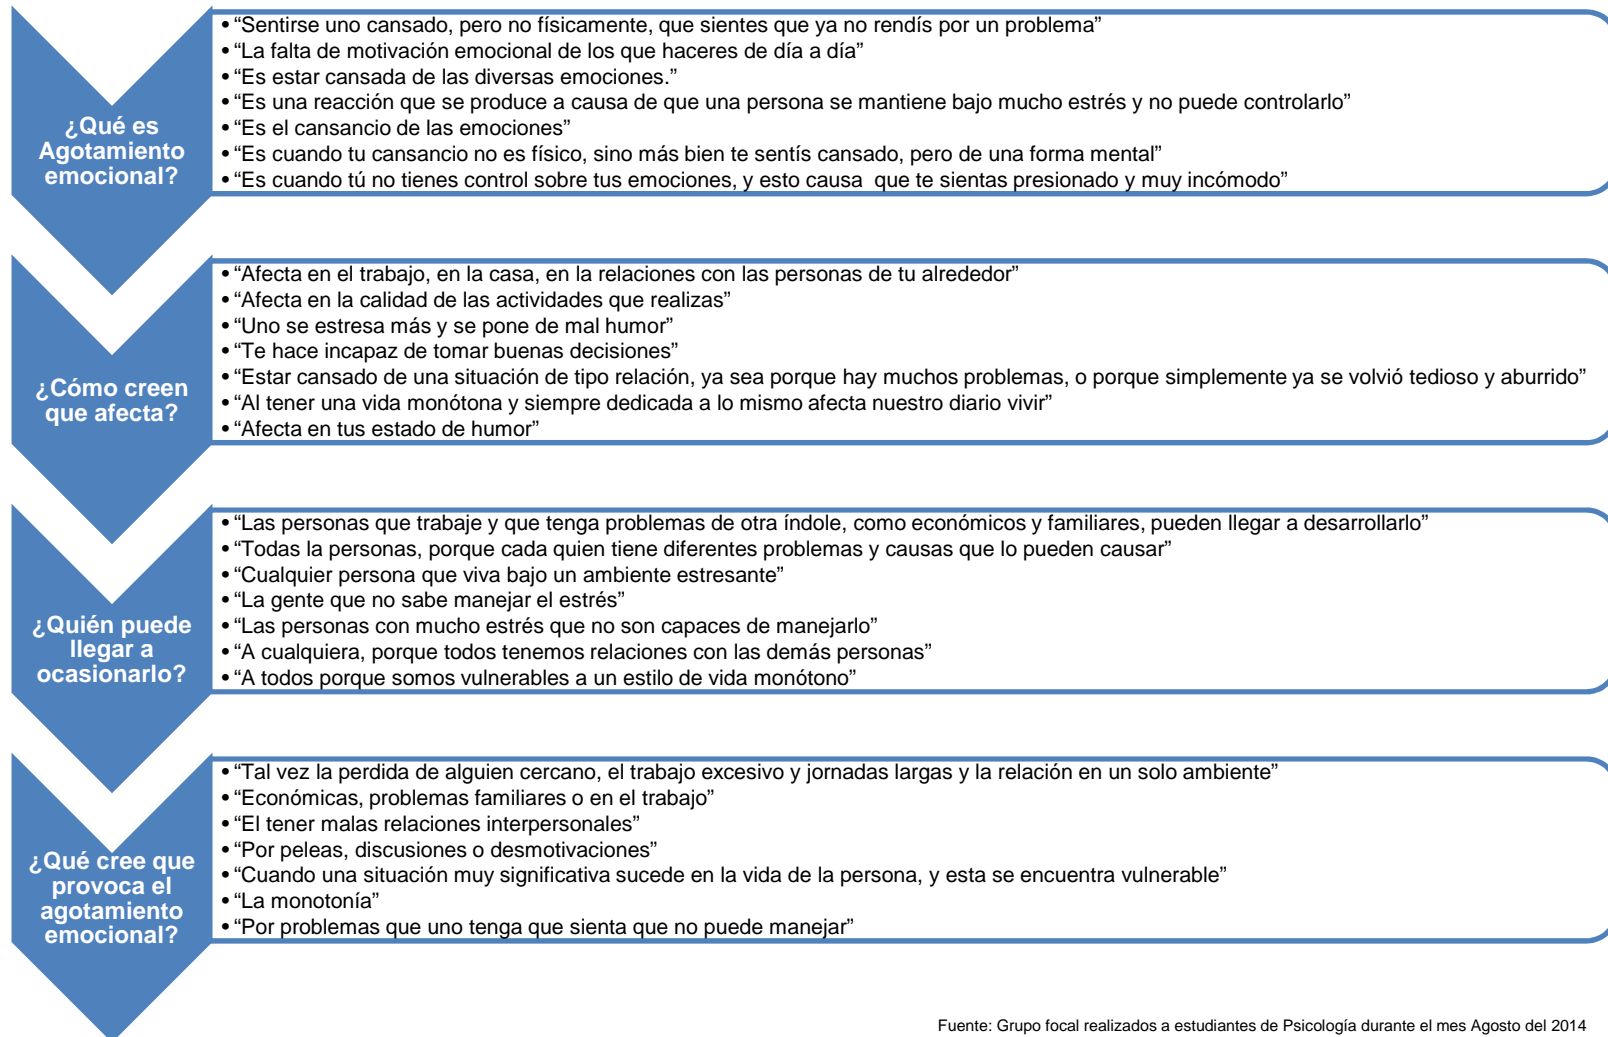 ¿Qué es
Agotamiento
emocional?
• “Sentirse uno cansado, pero no físicamente, que sientes que ya no rendís por un problema”
• “La falta de motivación emocional de los que haceres de día a día”
• “Es estar cansada de las diversas emociones.”
• “Es una reacción que se produce a causa de que una persona se mantiene bajo mucho estrés y no puede controlarlo”
• “Es el cansancio de las emociones”
• “Es cuando tu cansancio no es físico, sino más bien te sentís cansado, pero de una forma mental”
• “Es cuando tú no tienes control sobre tus emociones, y esto causa  que te sientas presionado y muy incómodo”
¿Cómo creen
que afecta?
• “Afecta en el trabajo, en la casa, en la relaciones con las personas de tu alrededor”
• “Afecta en la calidad de las actividades que realizas”
• “Uno se estresa más y se pone de mal humor”
• “Te hace incapaz de tomar buenas decisiones”
• “Estar cansado de una situación de tipo relación, ya sea porque hay muchos problemas, o porque simplemente ya se volvió tedioso y aburrido”
• “Al tener una vida monótona y siempre dedicada a lo mismo afecta nuestro diario vivir”
• “Afecta en tus estado de humor”
¿Quién puede
llegar a
ocasionarlo?
• “Las personas que trabaje y que tenga problemas de otra índole, como económicos y familiares, pueden llegar a desarrollarlo”
• “Todas la personas, porque cada quien tiene diferentes problemas y causas que lo pueden causar”
• “Cualquier persona que viva bajo un ambiente estresante”
• “La gente que no sabe manejar el estrés”
• “Las personas con mucho estrés que no son capaces de manejarlo”
• “A cualquiera, porque todos tenemos relaciones con las demás personas”
• “A todos porque somos vulnerables a un estilo de vida monótono”
¿Qué cree que
provoca el
agotamiento
emocional?
• “Tal vez la perdida de alguien cercano, el trabajo excesivo y jornadas largas y la relación en un solo ambiente”
• “Económicas, problemas familiares o en el trabajo”
• “El tener malas relaciones interpersonales”
• “Por peleas, discusiones o desmotivaciones”
• “Cuando una situación muy significativa sucede en la vida de la persona, y esta se encuentra vulnerable”
• “La monotonía”
• “Por problemas que uno tenga que sienta que no puede manejar”
Fuente: Grupo focal realizados a estudiantes de Psicología durante el mes Agosto del 2014